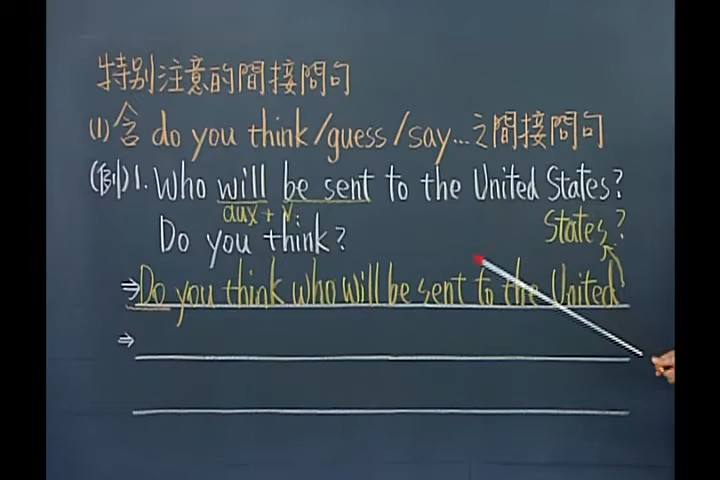 特別注意的間接問句
(1)含 do you think/guess/say...之間接問句
(例)1. Who will be sent to the United States?
aux + v.
Do you think?
States?
⇒Do you think who will be sent to the United
⇒